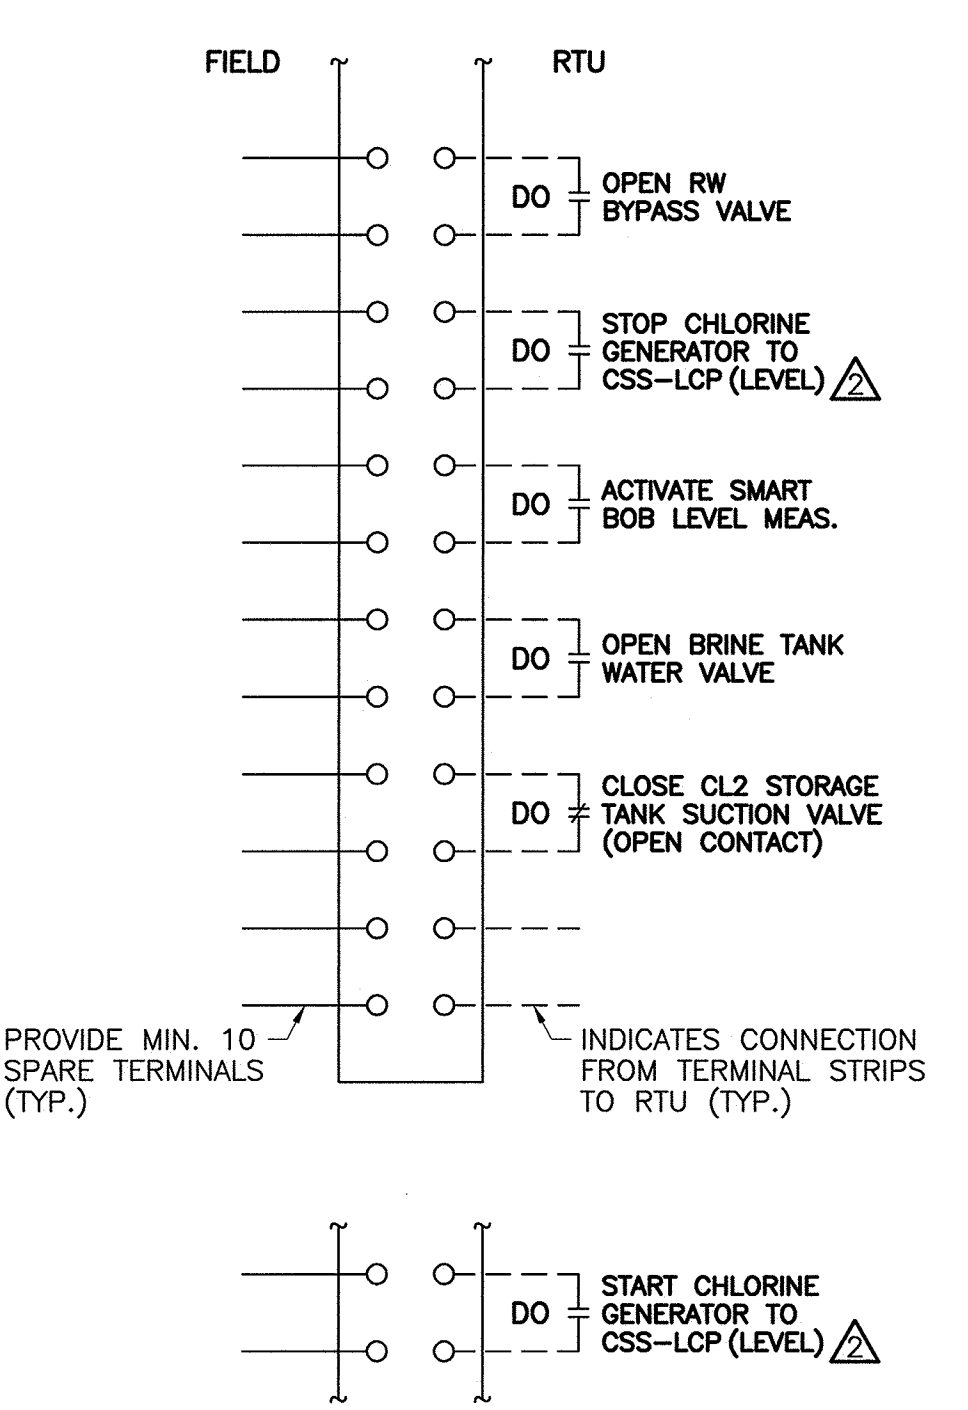 FIELD
RTU
DO
OPEN RW
BYPASS VALVE
DO
STOP CHLORINE
GENERATOR TO
CSS-LCP (LEVEL) 2
DO
ACTIVATE SMART
BOB LEVEL MEAS.
DO
OPEN BRINE TANK
WATER VALVE
DO
CLOSE CL2 STORAGE
TANK SUCTION VALVE
(OPEN CONTACT)
PROVIDE MIN. 10
SPARE TERMINALS
(TYP.)
INDICATES CONNECTION
FROM TERMINAL STRIPS
TO RTU (TYP.)
DO
START CHLORINE
GENERATOR TO
CSS-LCP (LEVEL) 2